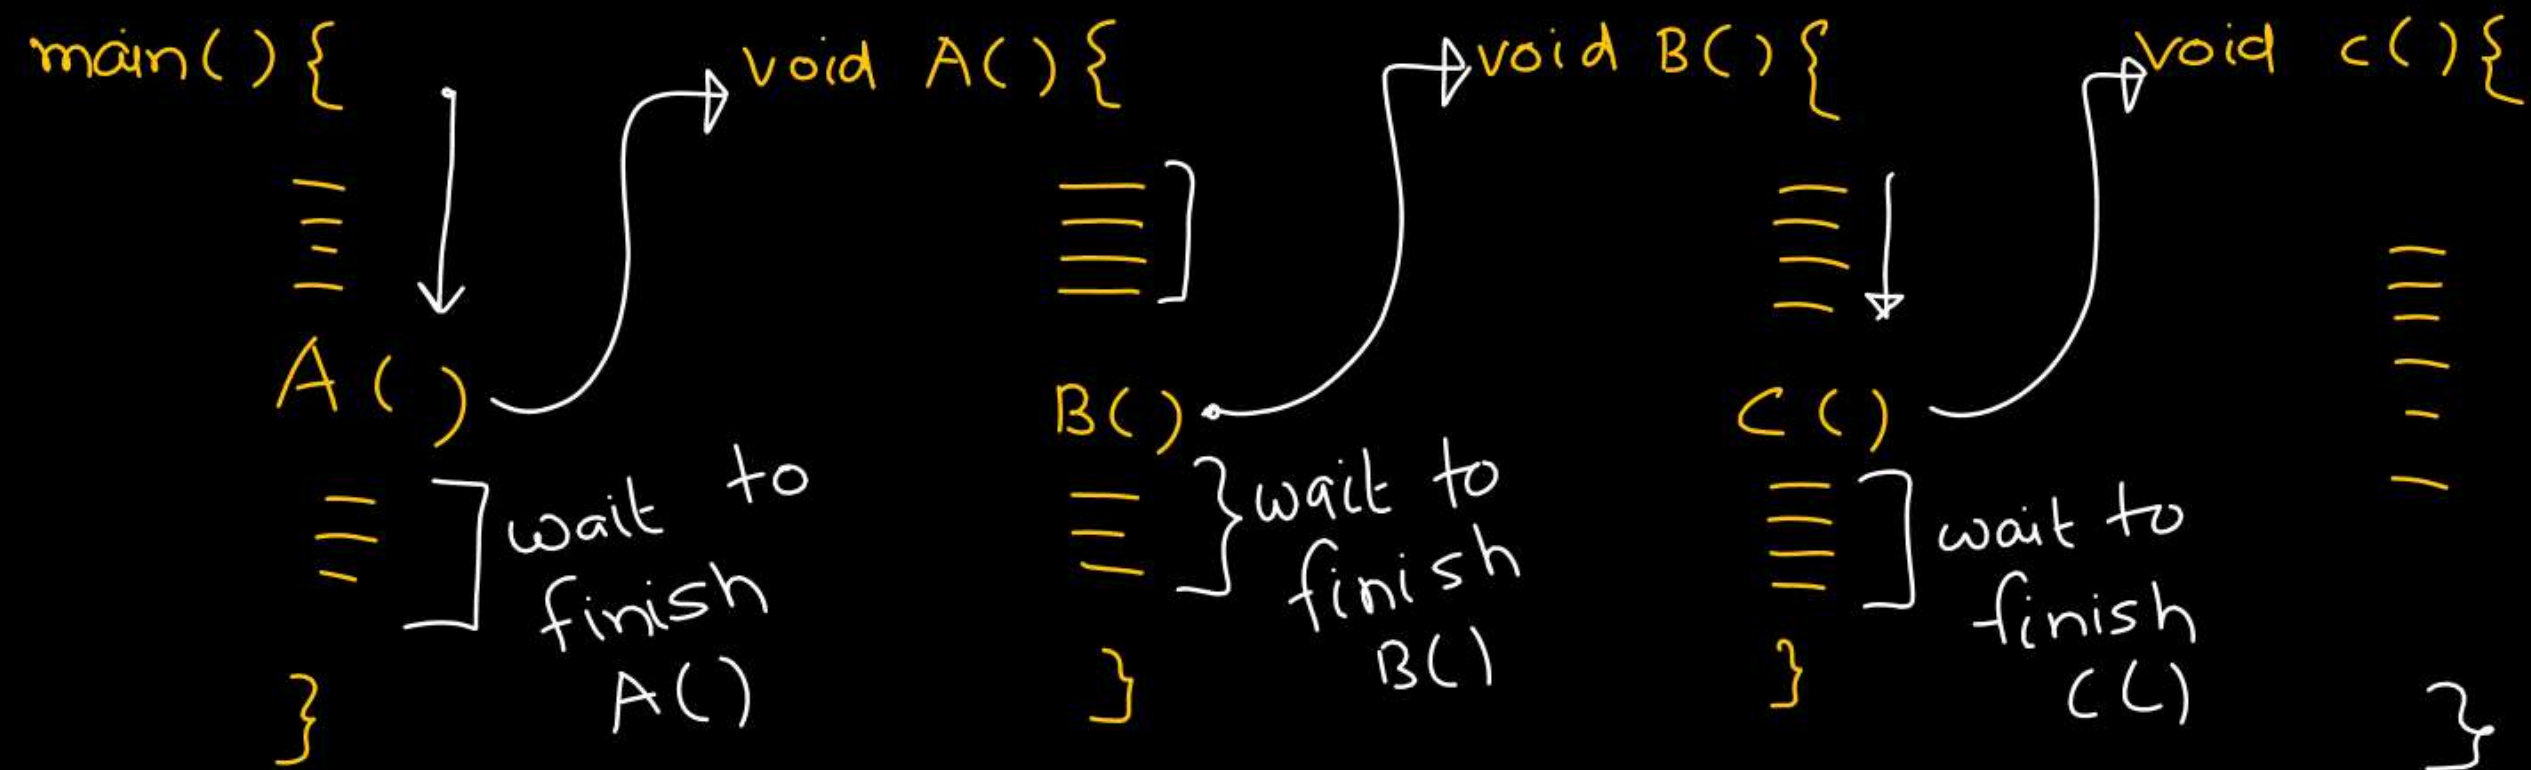 main() {
A()
wait to
finish
A()
}
void A() {
B()
wait to
finish
B()
}
void B() {
C()
wait to
finish
C()
}
void c() {
}